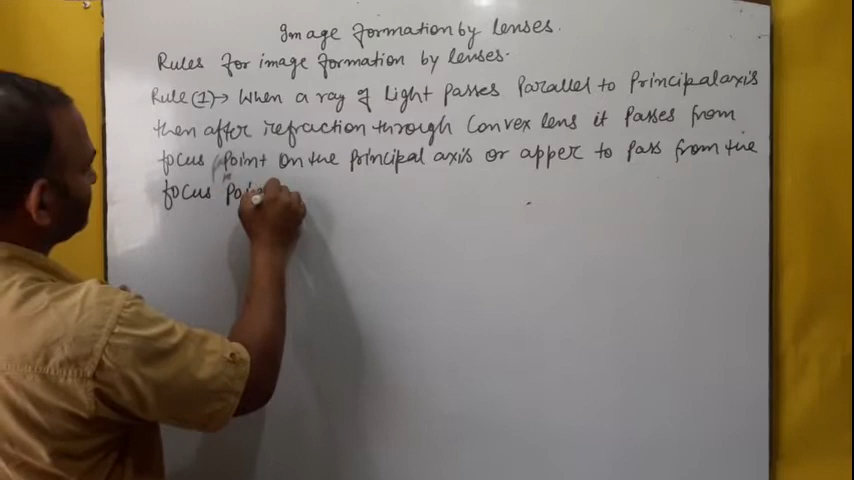 Image formation by lenses.
Rules for image formation by lenses.
Rule (1)→ When a ray of Light passes Parallel to Principal axis
then after refraction through Convex lens it Passes from
focus point on the principal axis or apper to pass from the
focus Poin